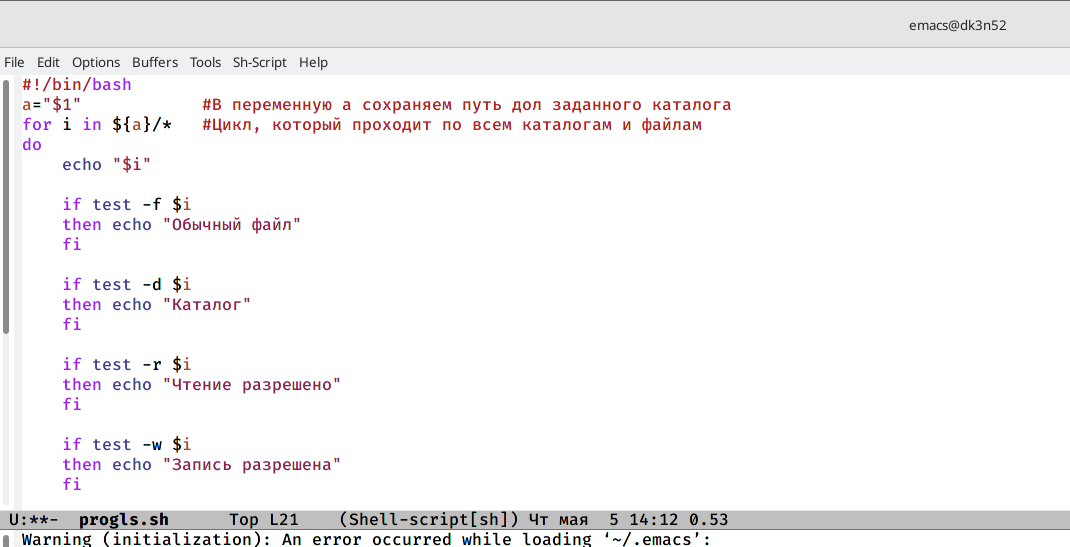 emacs@dk3n52
File Edit Options Buffers Tools Sh-Script Help
#!/bin/bash
a="$1" #В переменную a сохраняем путь дол заданного каталога
for i in ${a}/* #Цикл, который проходит по всем каталогам и файлам
do
echo "$i"
if test -f $i
then echo "Обычный файл"
fi
if test -d $i
then echo "Каталог"
fi
if test -r $i
then echo "Чтение разрешено"
fi
if test -w $i
then echo "Запись разрешена"
fi
U:**- progls.sh Top L21 (Shell-script[sh]) Чт мая 5 14:12 0.53
Warning (initialization): An error occurred while loading ‘~/.emacs’: